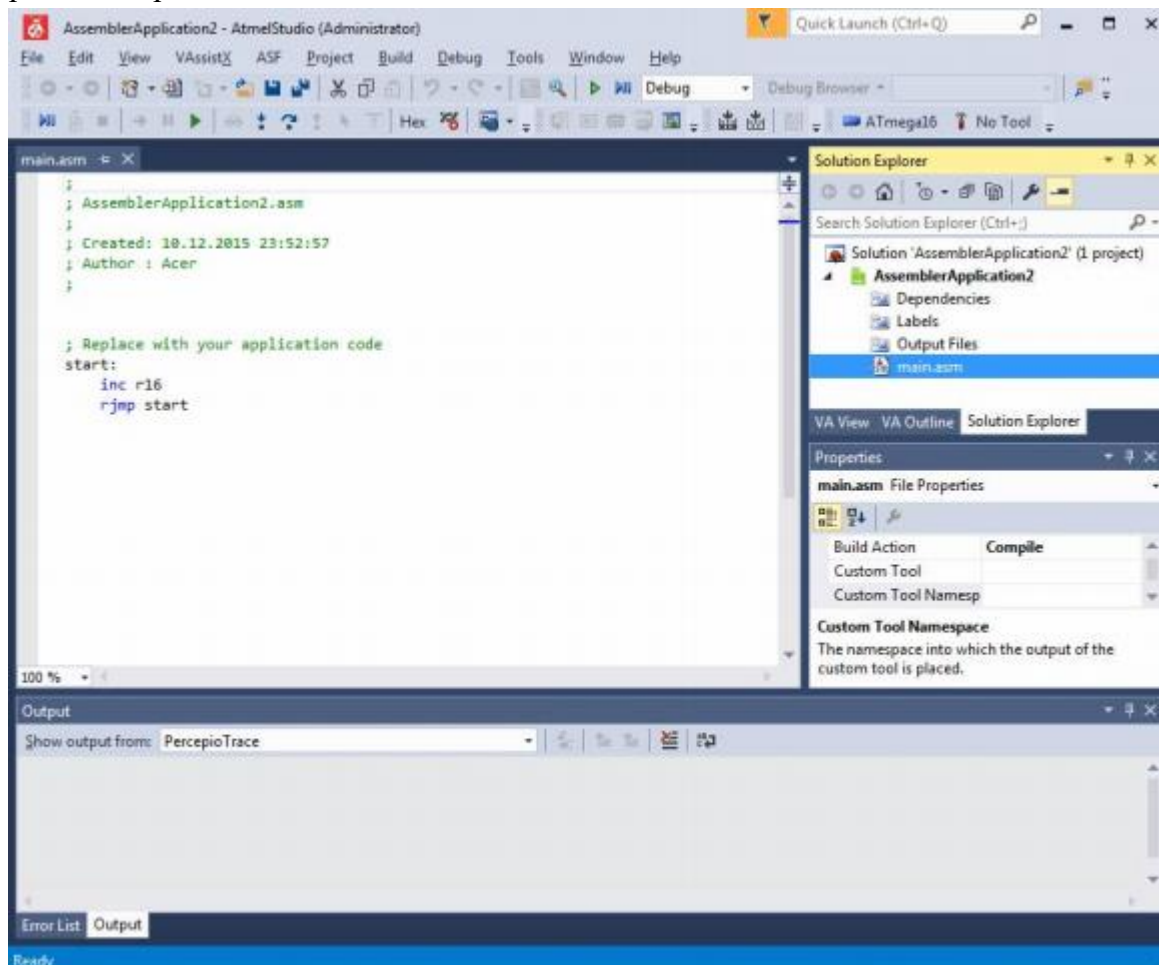 AssemblerApplication2 - AtmelStudio (Administrator)
Quick Launch (Ctrl+Q)
File Edit View VAssistX ASF Project Build Debug Tools Window Help
Debug Debug Browser
Hex ATmega16 No Tool
main.asm
;
; AssemblerApplication2.asm
;
; Created: 10.12.2015 23:52:57
; Author : Acer
;
; Replace with your application code
start:
inc r16
rjmp start
100 %
Solution Explorer
Search Solution Explorer (Ctrl+;)
Solution 'AssemblerApplication2' (1 project)
AssemblerApplication2
Dependencies
Labels
Output Files
main.asm
VA View VA Outline Solution Explorer
Properties
main.asm File Properties
Build Action Compile
Custom Tool
Custom Tool Namesp
Custom Tool Namespace
The namespace into which the output of the
custom tool is placed.
Output
Show output from: PercepioTrace
Error List Output
Ready